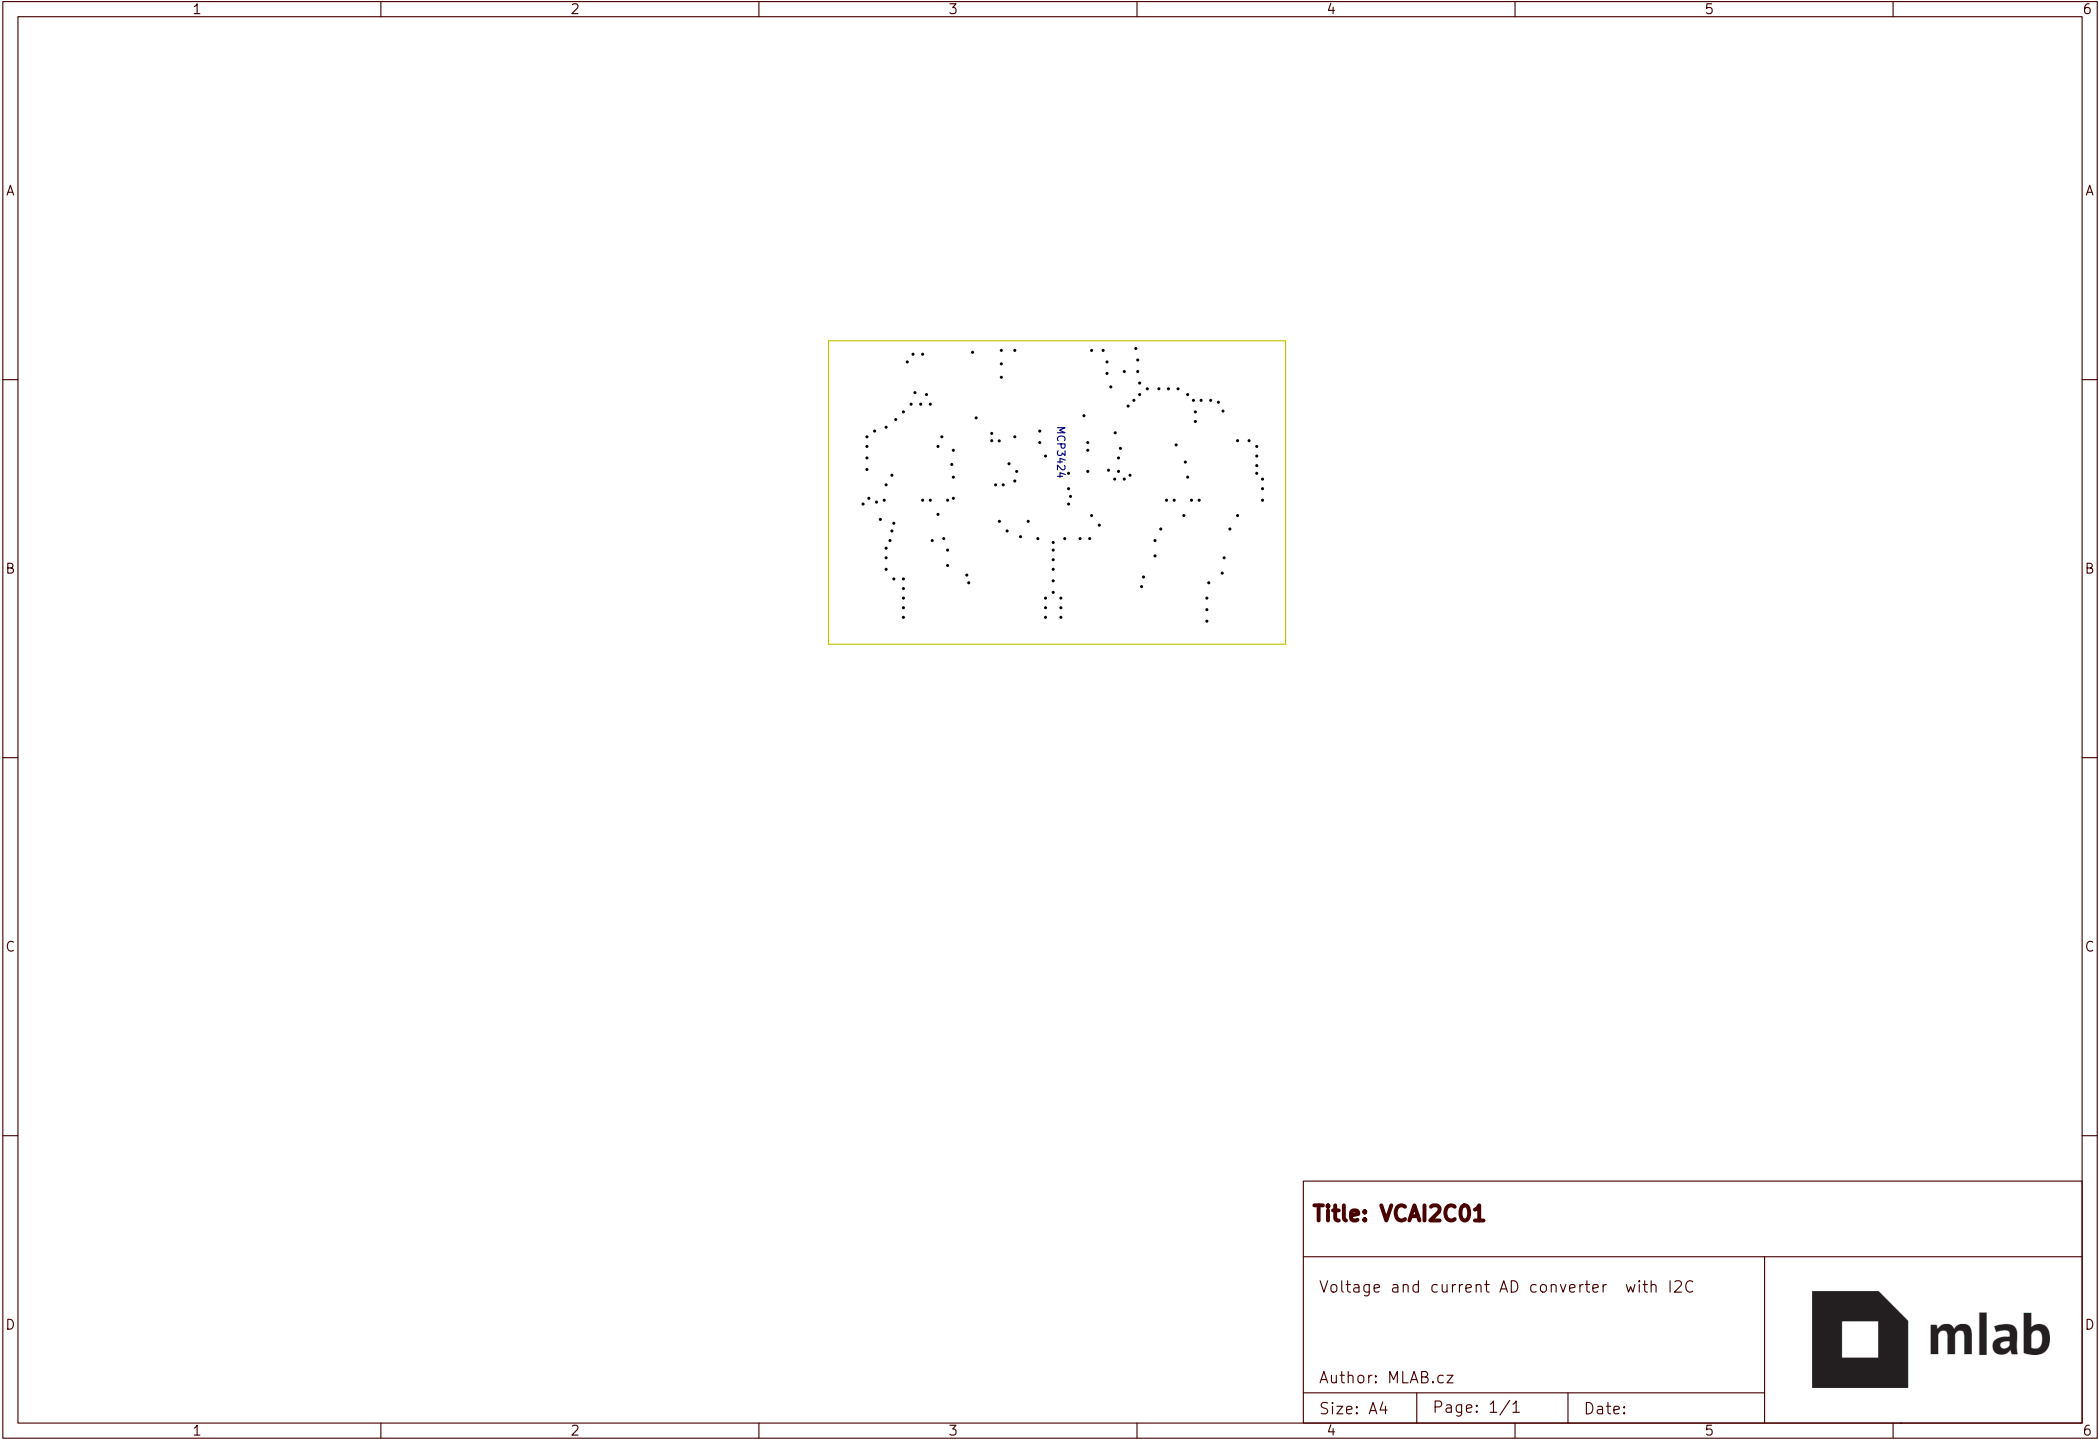 1 2 3 4 5 6
A A
MCP3424
B B
C C
Title: VCAI2C01
Voltage and current AD converter  with I2C
D mlab D
Author: MLAB.cz
Size: A4 Page: 1/1 Date:
1 2 3 4 5 6